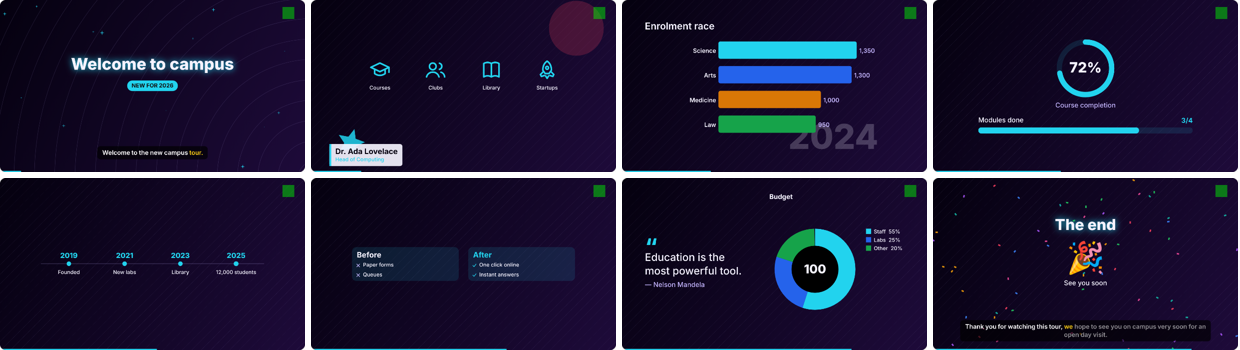 Welcome to campus
NEW FOR 2026
Welcome to the new campus tour.
Courses
Clubs
Library
Startups
Dr. Ada Lovelace
Head of Computing
Enrolment race
Science
1,350
Arts
1,300
Medicine
1,000
Law
950
2024
72%
Course completion
Modules done
3/4
2019
2021
2023
2025
Founded
New labs
Library
12,000 students
Before
Paper forms
Queues
After
One click online
Instant answers
Budget
“
Education is the
most powerful tool.
— Nelson Mandela
100
Staff 55%
Labs 25%
Other 20%
The end
See you soon
Thank you for watching this tour, we hope to see you on campus very soon for an
open day visit.